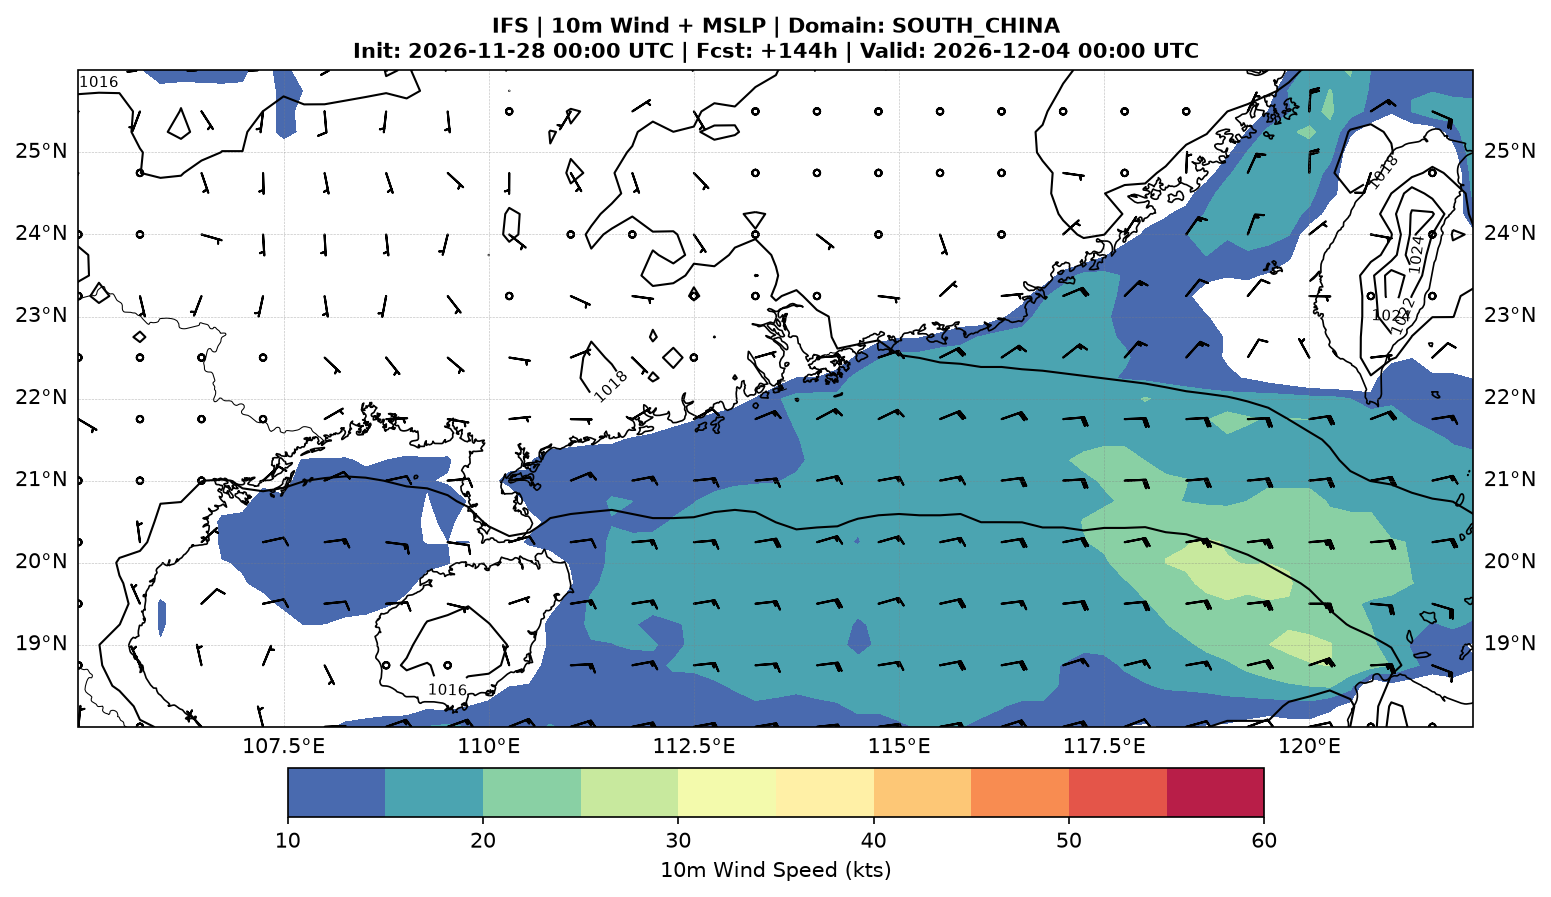 IFS | 10m Wind + MSLP | Domain: SOUTH_CHINA
Init: 2026-11-28 00:00 UTC | Fcst: +144h | Valid: 2026-12-04 00:00 UTC
1016
25°N 25°N
1018
24°N 24°N
1024
23°N 23°N
1024
1022
22°N 22°N
1018
21°N 21°N
20°N 20°N
19°N 19°N
1016
107.5°E 110°E 112.5°E 115°E 117.5°E 120°E
10 20 30 40 50 60
10m Wind Speed (kts)